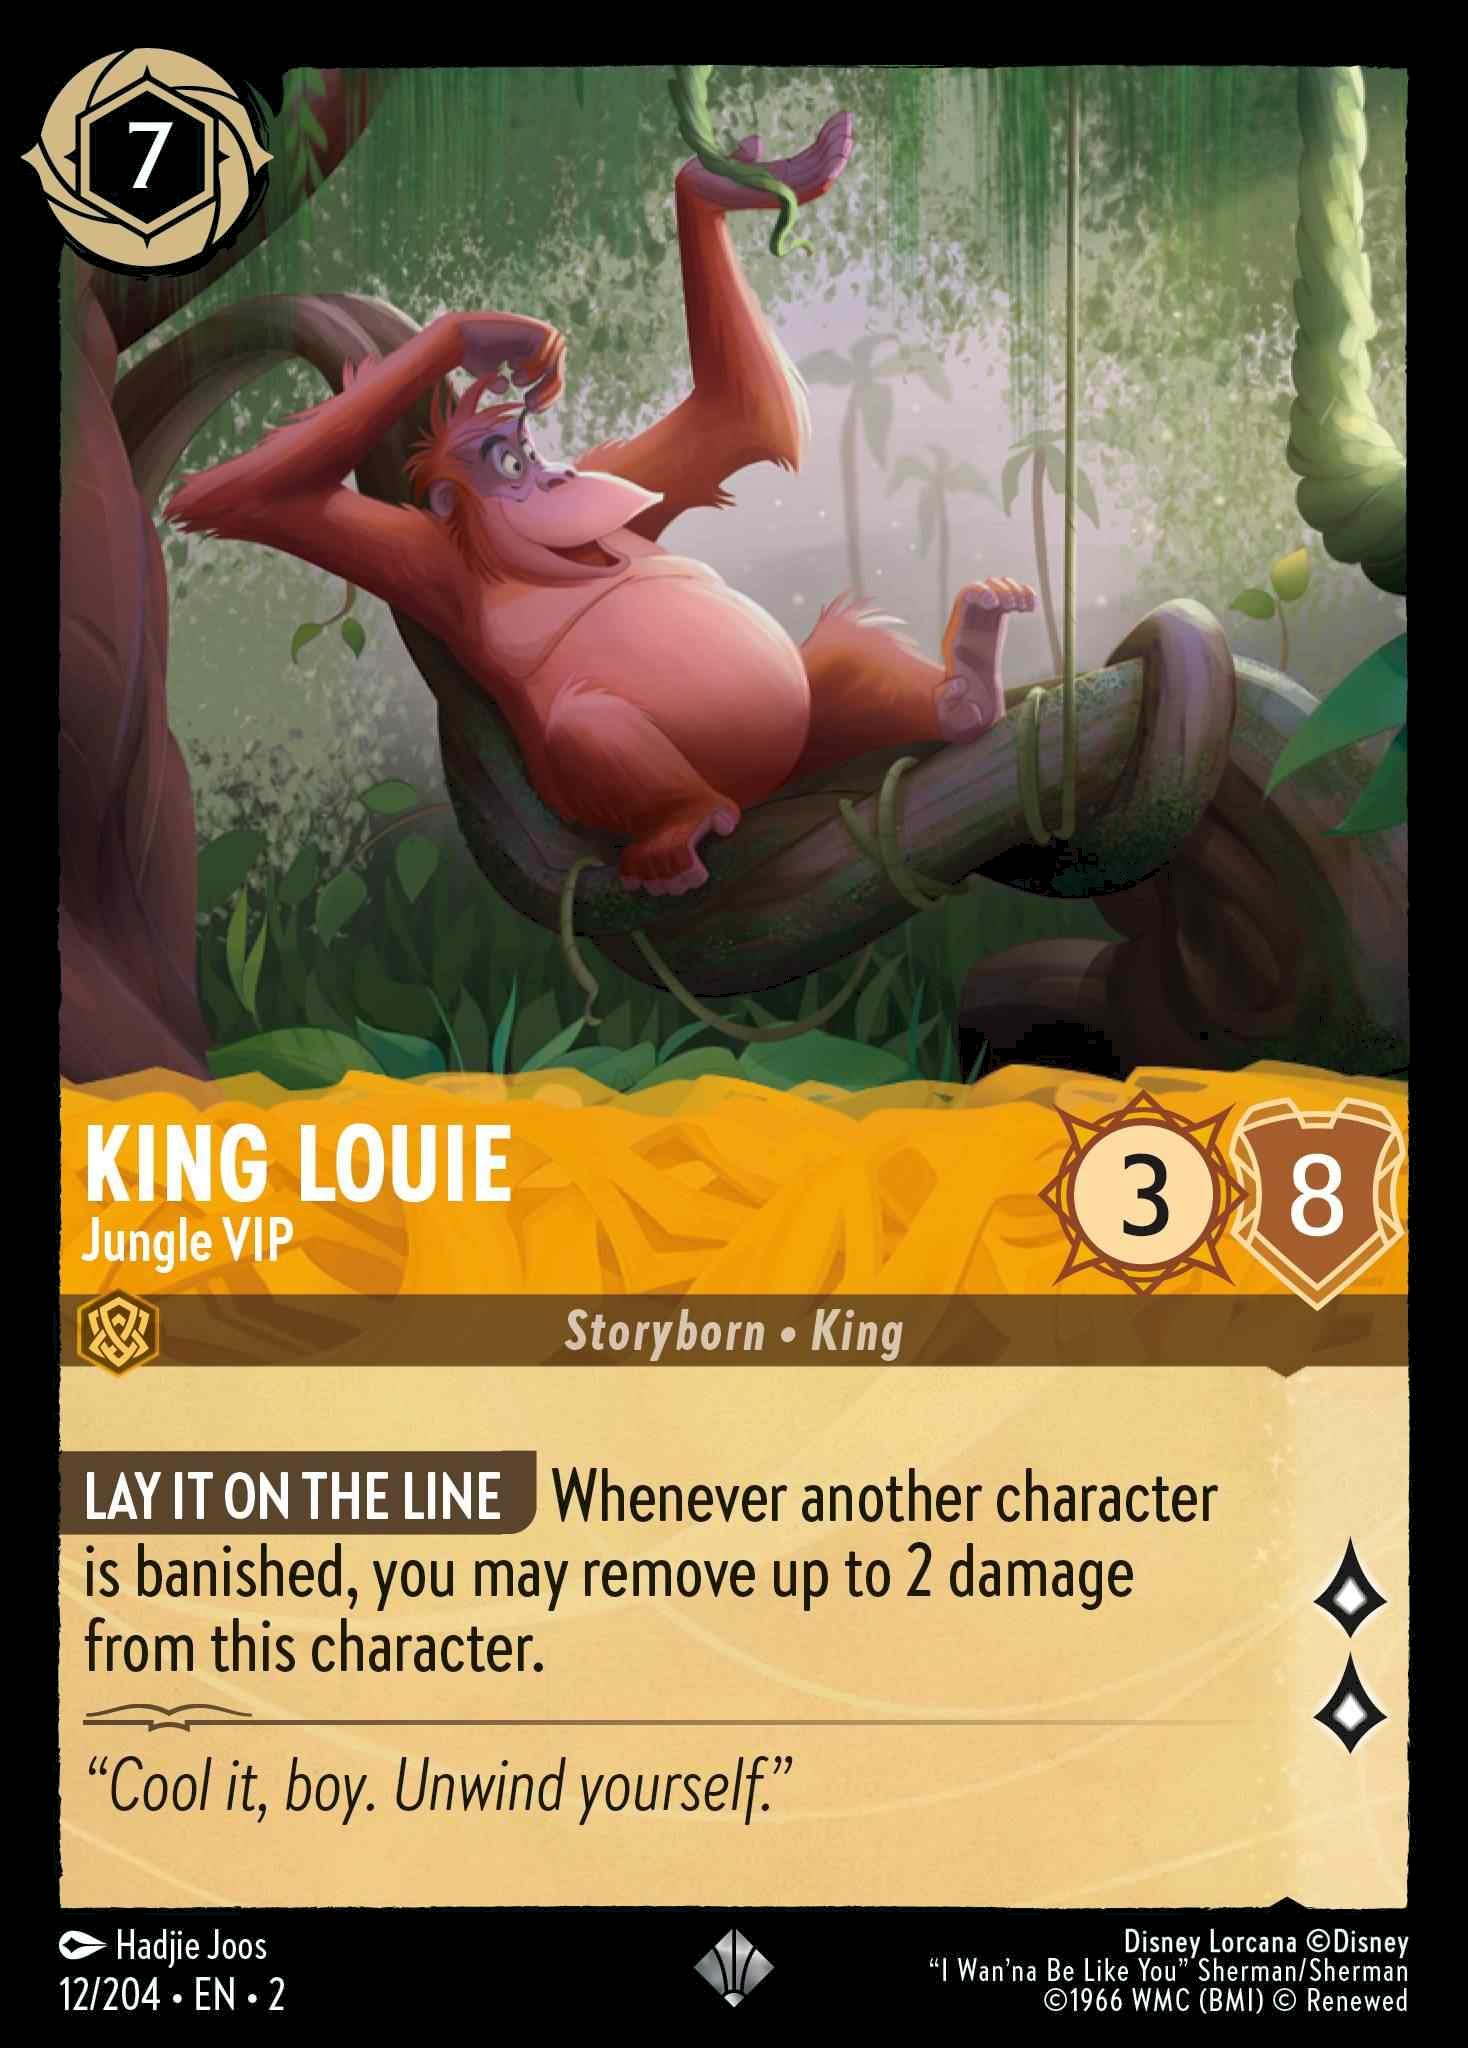 7
KING LOUIE
Jungle VIP
3
8
Storyborn • King
LAY IT ON THE LINE Whenever another character
is banished, you may remove up to 2 damage
from this character.
“Cool it, boy. Unwind yourself.”
Hadjie Joos
12/204 • EN • 2
Disney Lorcana ©Disney
“I Wan’na Be Like You” Sherman/Sherman
©1966 WMC (BMI) © Renewed